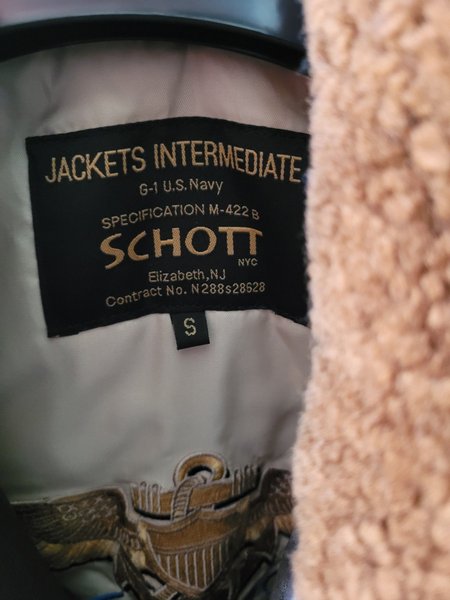 JACKETS INTERMEDIATE
G-1 U.S. Navy
SPECIFICATION M-422 B
SCHOTT
NYC
Elizabeth, NJ
Contract No. N288s28628
S